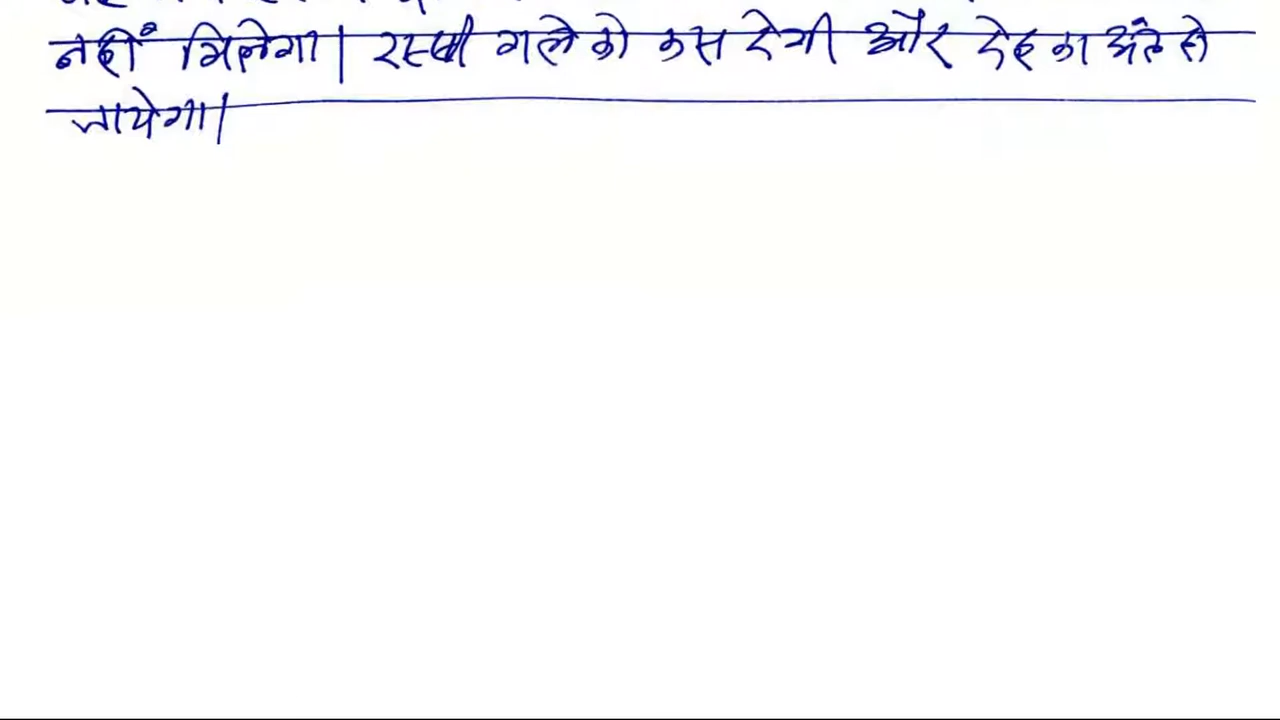 नहीं मिलेगा। रस्सी गले को कस देगी और देह का अंत हो
जायेगा।